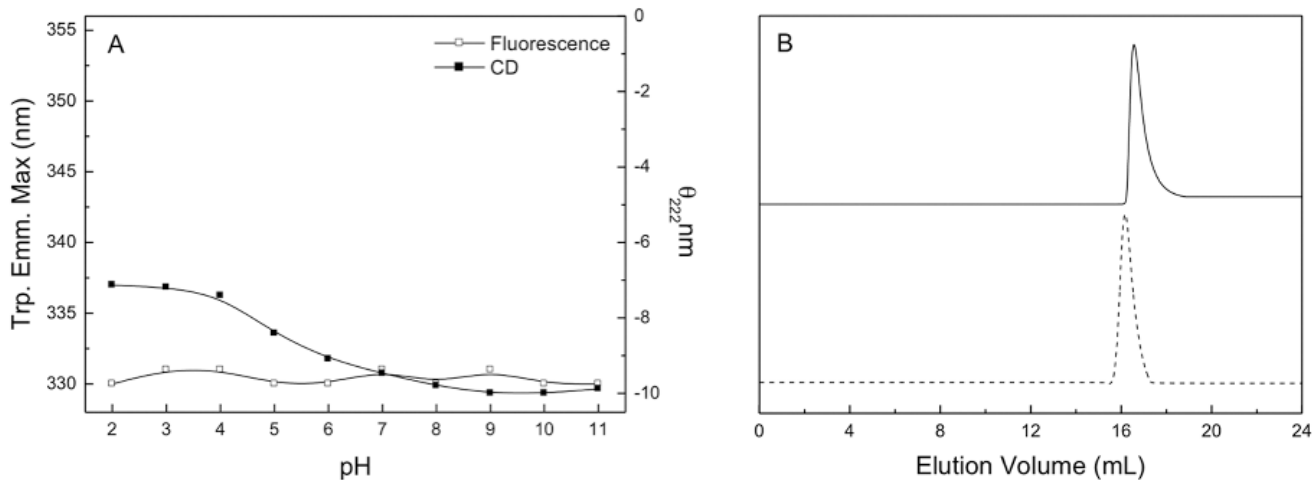 A
Fluorescence
CD
355
350
345
340
337
335
330
Trp. Emm. Max (nm)
0
-2
-4
-6
-8
-10
θ222nm
2 3 4 5 6 7 8 9 10 11
pH
B
0 4 8 12 16 20 24
Elution Volume (mL)